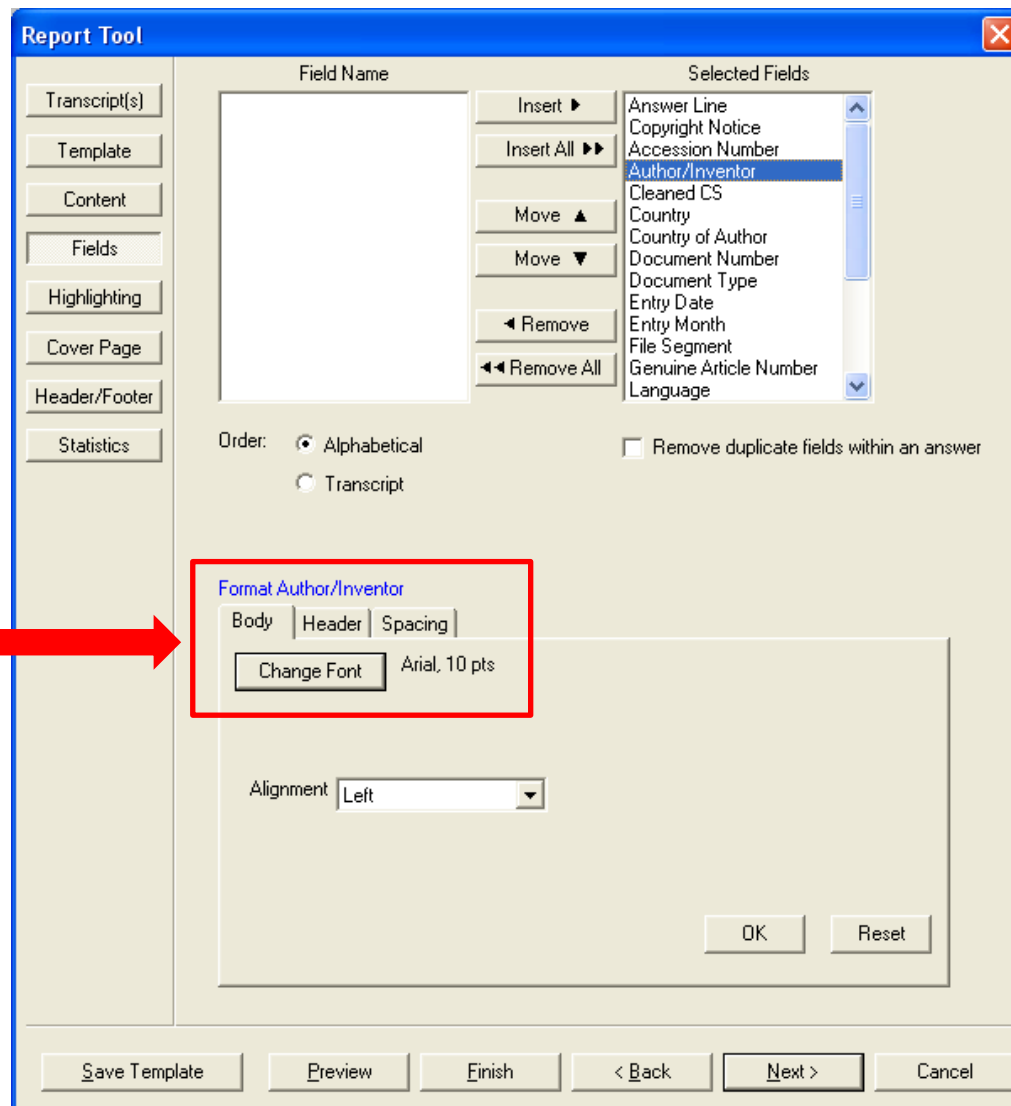 Report Tool
Transcript(s)
Template
Content
Fields
Highlighting
Cover Page
Header/Footer
Statistics
Field Name
Insert
Insert All
Move
Move
Remove
Remove All
Selected Fields
Answer Line
Copyright Notice
Accession Number
Author/Inventor
Cleaned CS
Country
Country of Author
Document Number
Document Type
Entry Date
Entry Month
File Segment
Genuine Article Number
Language
Order:
Alphabetical
Transcript
Remove duplicate fields within an answer
Format Author/Inventor
Body Header Spacing
Change Font Arial, 10 pts
Alignment Left
OK Reset
Save Template Preview Finish < Back Next > Cancel